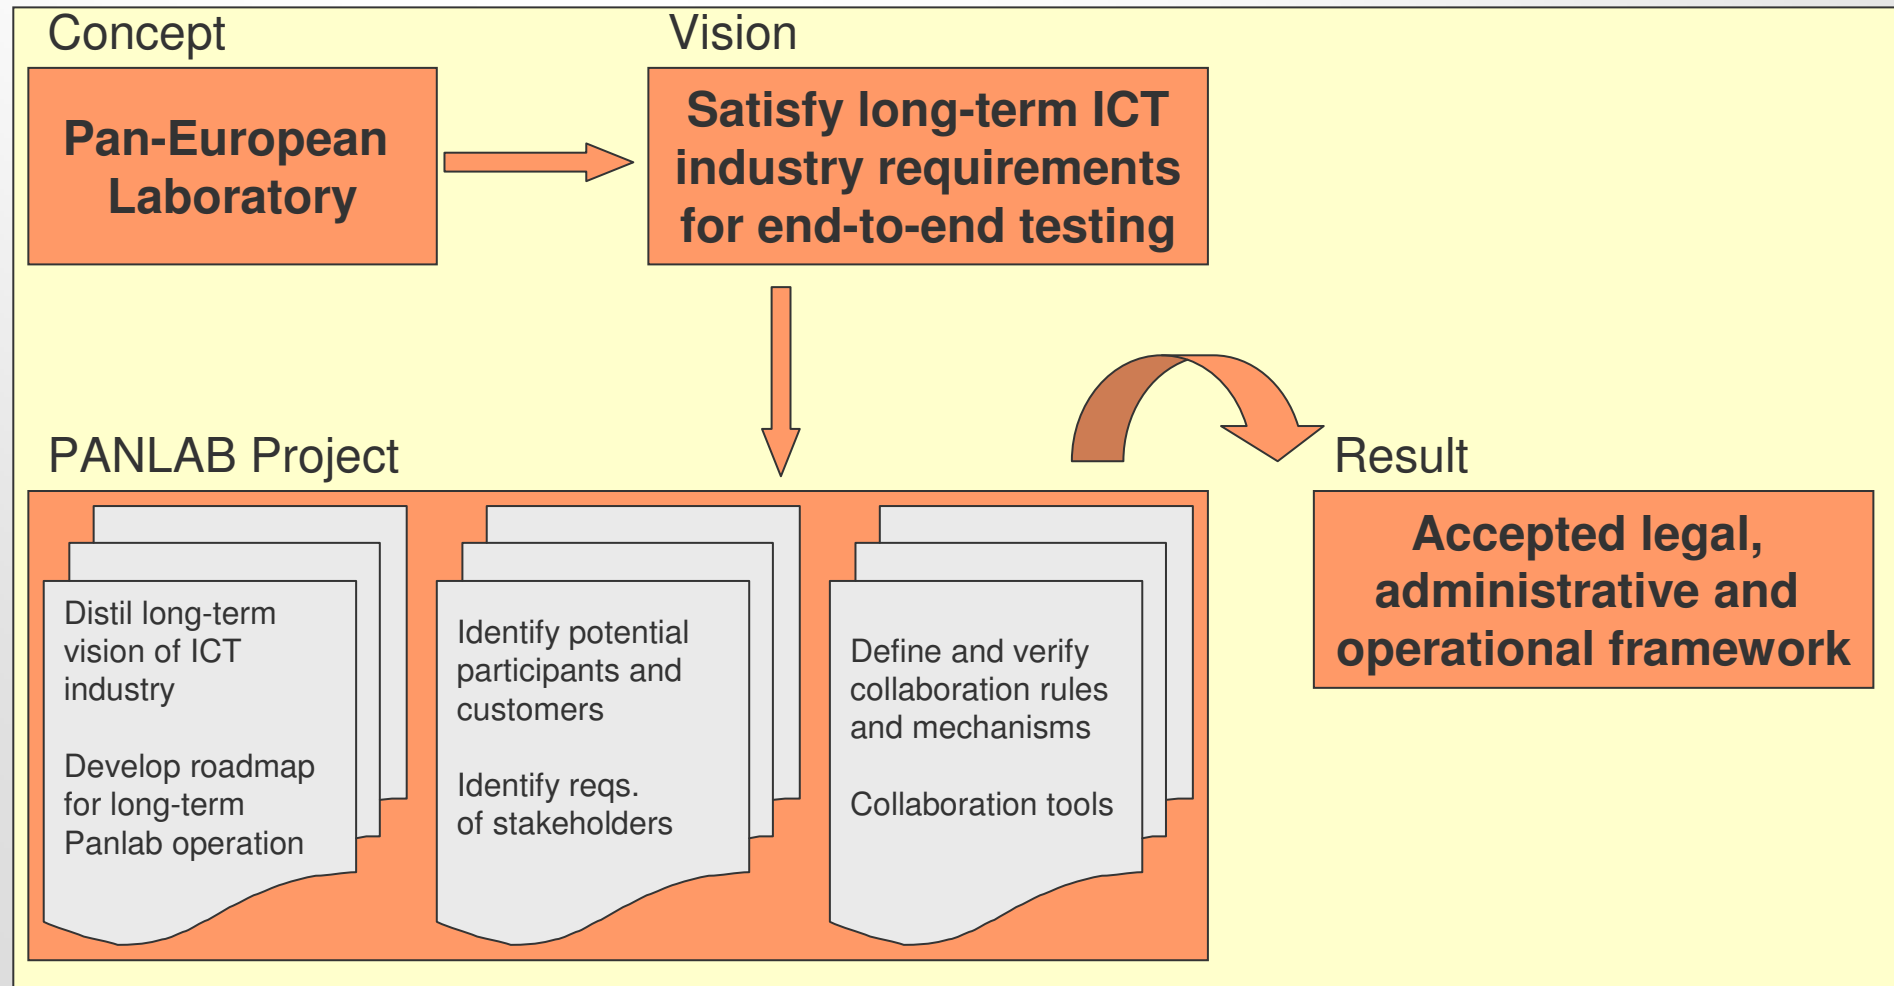 Concept
Pan-European
Laboratory
Vision
Satisfy long-term ICT
industry requirements
for end-to-end testing
PANLAB Project
Distil long-term
vision of ICT
industry
Develop roadmap
for long-term
Panlab operation
Identify potential
participants and
customers
Identify reqs.
of stakeholders
Define and verify
collaboration rules
and mechanisms
Collaboration tools
Result
Accepted legal,
administrative and
operational framework